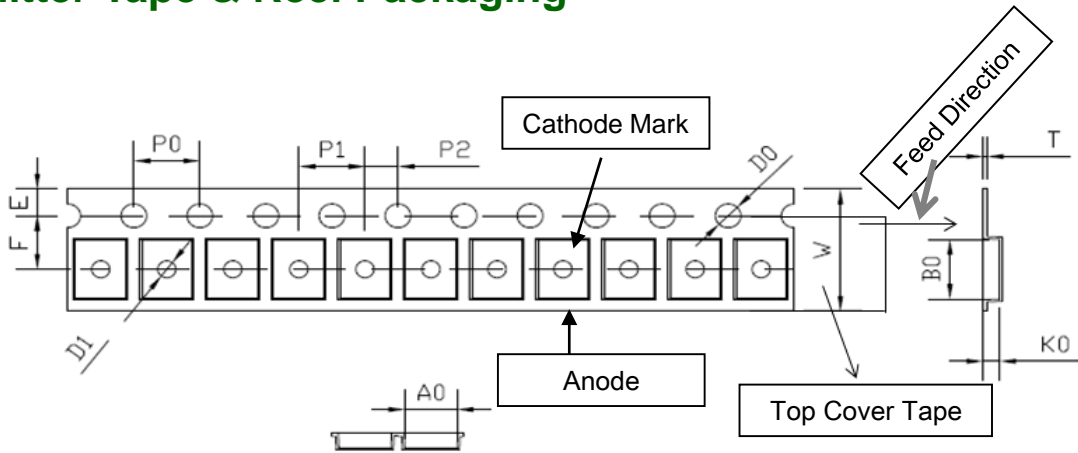 Tape & Reel Packaging
Feed Direction
Cathode Mark
P0
P1
P2
D0
T
E
F
W
B0
D1
K0
Anode
A0
Top Cover Tape